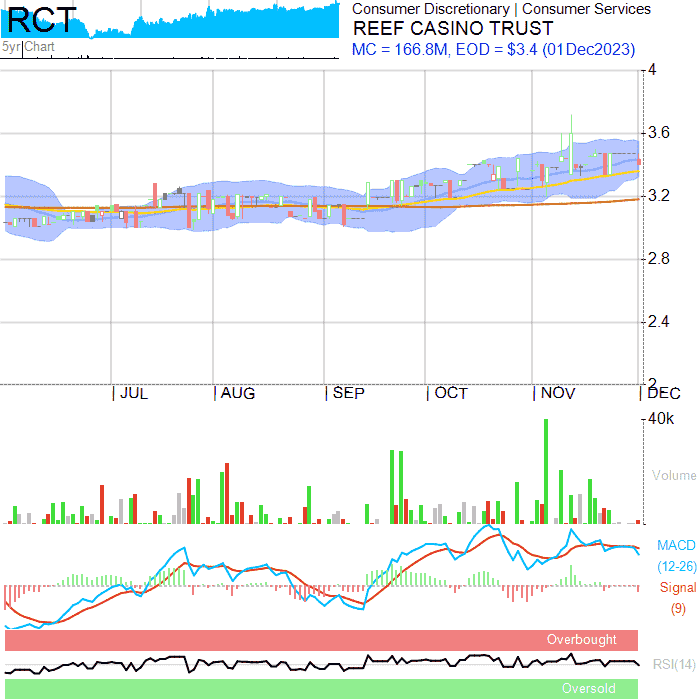 RCT
Consumer Discretionary | Consumer Services
REEF CASINO TRUST
5yr Chart
MC = 166.8M, EOD = $3.4 (01Dec2023)
4
3.6
3.2
2.8
2.4
2
JUL AUG SEP OCT NOV DEC
40k
Volume
MACD
(12-26)
Signal
(9)
Overbought
RSI(14)
Oversold